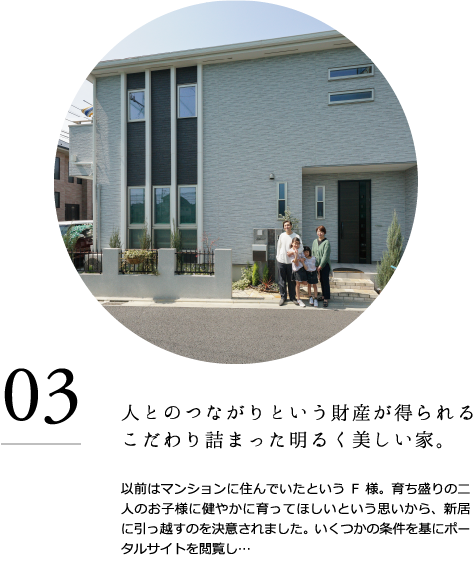 03
人とのつながりという財産が得られる
こだわり詰まった明るく美しい家。
以前はマンションに住んでいたという F 様。育ち盛りの二
人のお子様に健やかに育ってほしいという思いから、新居
に引っ越すのを決意されました。いくつかの条件を基にポー
タルサイトを閲覧し…